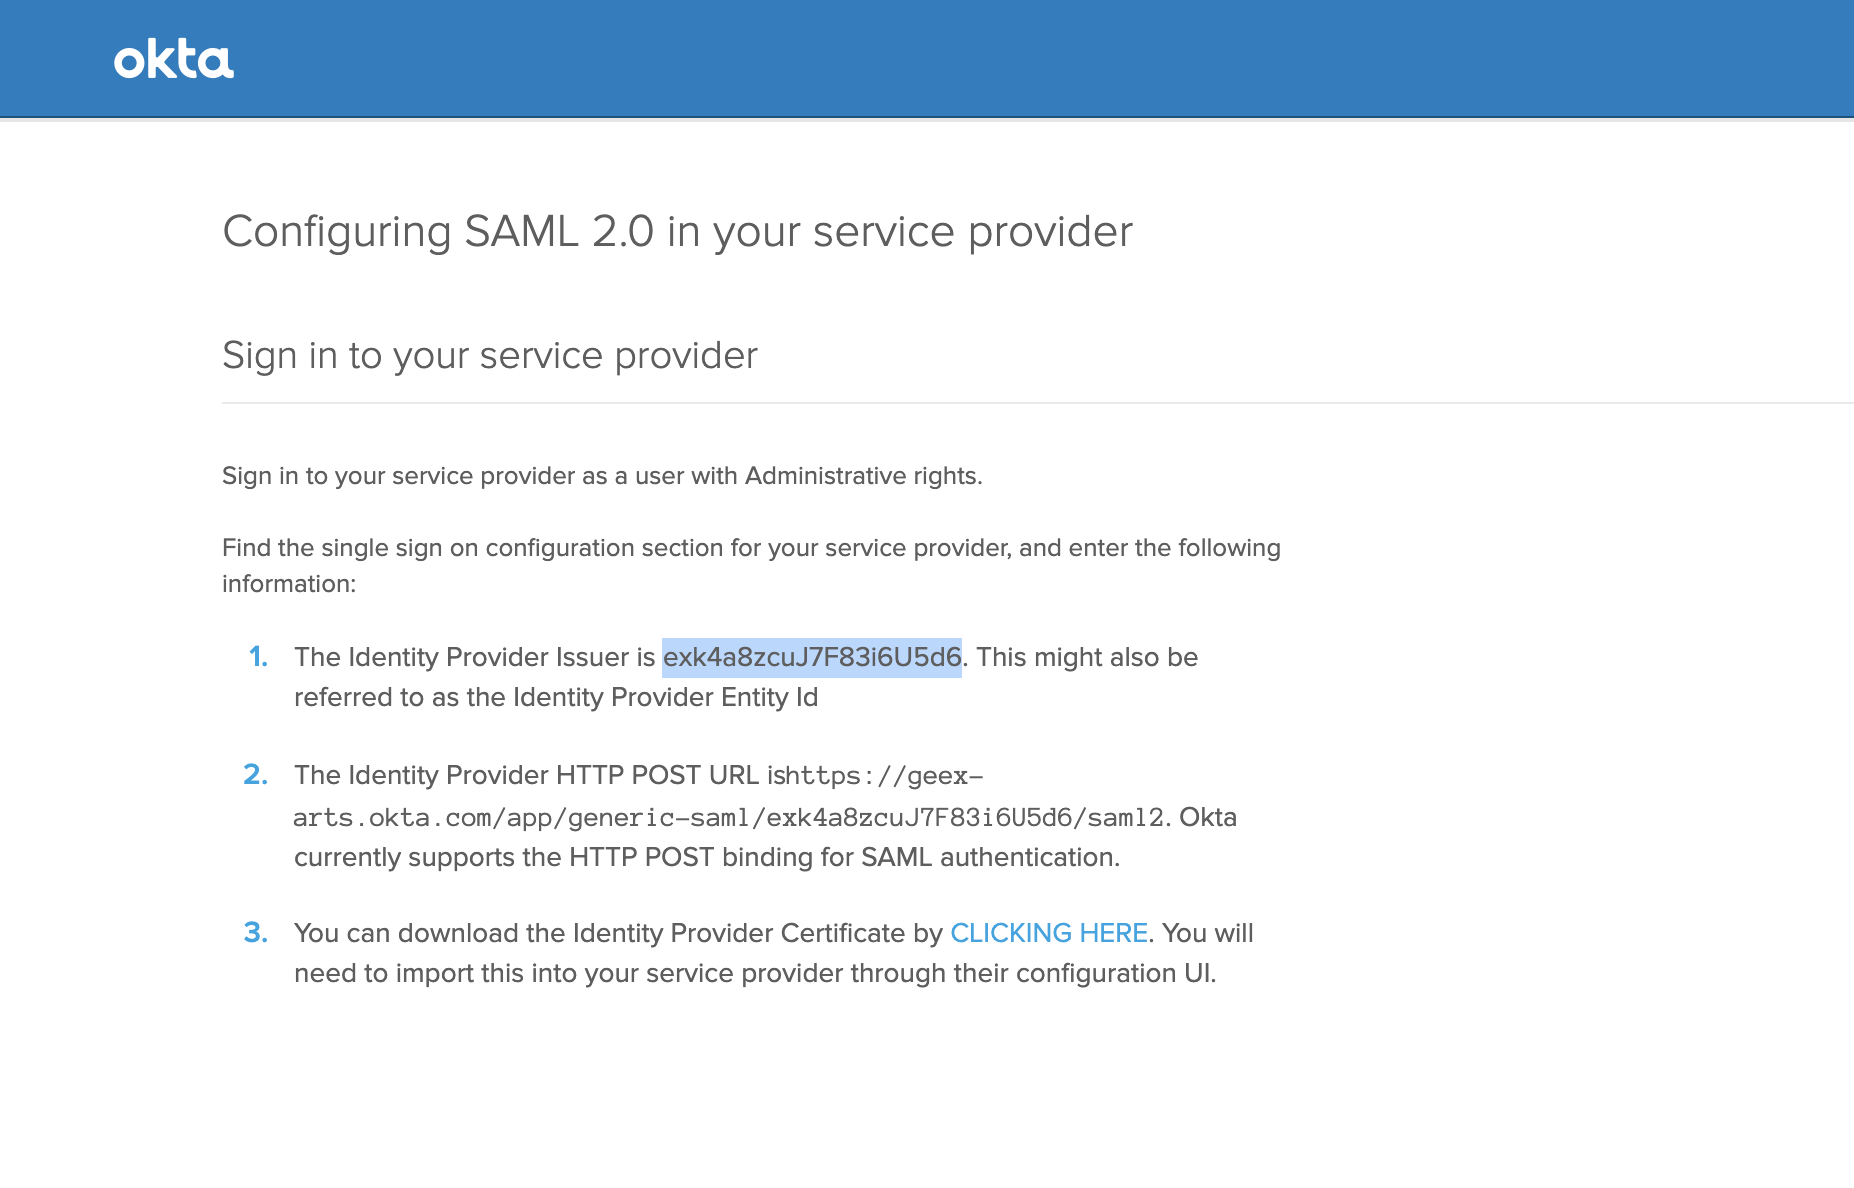 okta
Configuring SAML 2.0 in your service provider
Sign in to your service provider
Sign in to your service provider as a user with Administrative rights.
Find the single sign on configuration section for your service provider, and enter the following
information:
1. The Identity Provider Issuer is exk4a8zcuJ7F83i6U5d6. This might also be
referred to as the Identity Provider Entity Id
2. The Identity Provider HTTP POST URL ishttps://geex-
arts.okta.com/app/generic-saml/exk4a8zcuJ7F83i6U5d6/saml2. Okta
currently supports the HTTP POST binding for SAML authentication.
3. You can download the Identity Provider Certificate by CLICKING HERE. You will
need to import this into your service provider through their configuration UI.